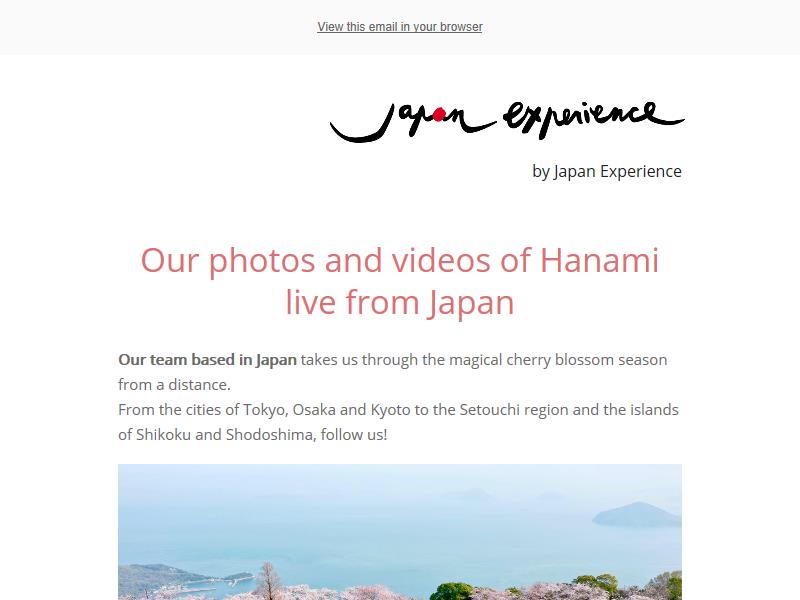 View this email in your browser
Japan experience
by Japan Experience
Our photos and videos of Hanami
live from Japan
Our team based in Japan takes us through the magical cherry blossom season
from a distance.
From the cities of Tokyo, Osaka and Kyoto to the Setouchi region and the islands
of Shikoku and Shodoshima, follow us!